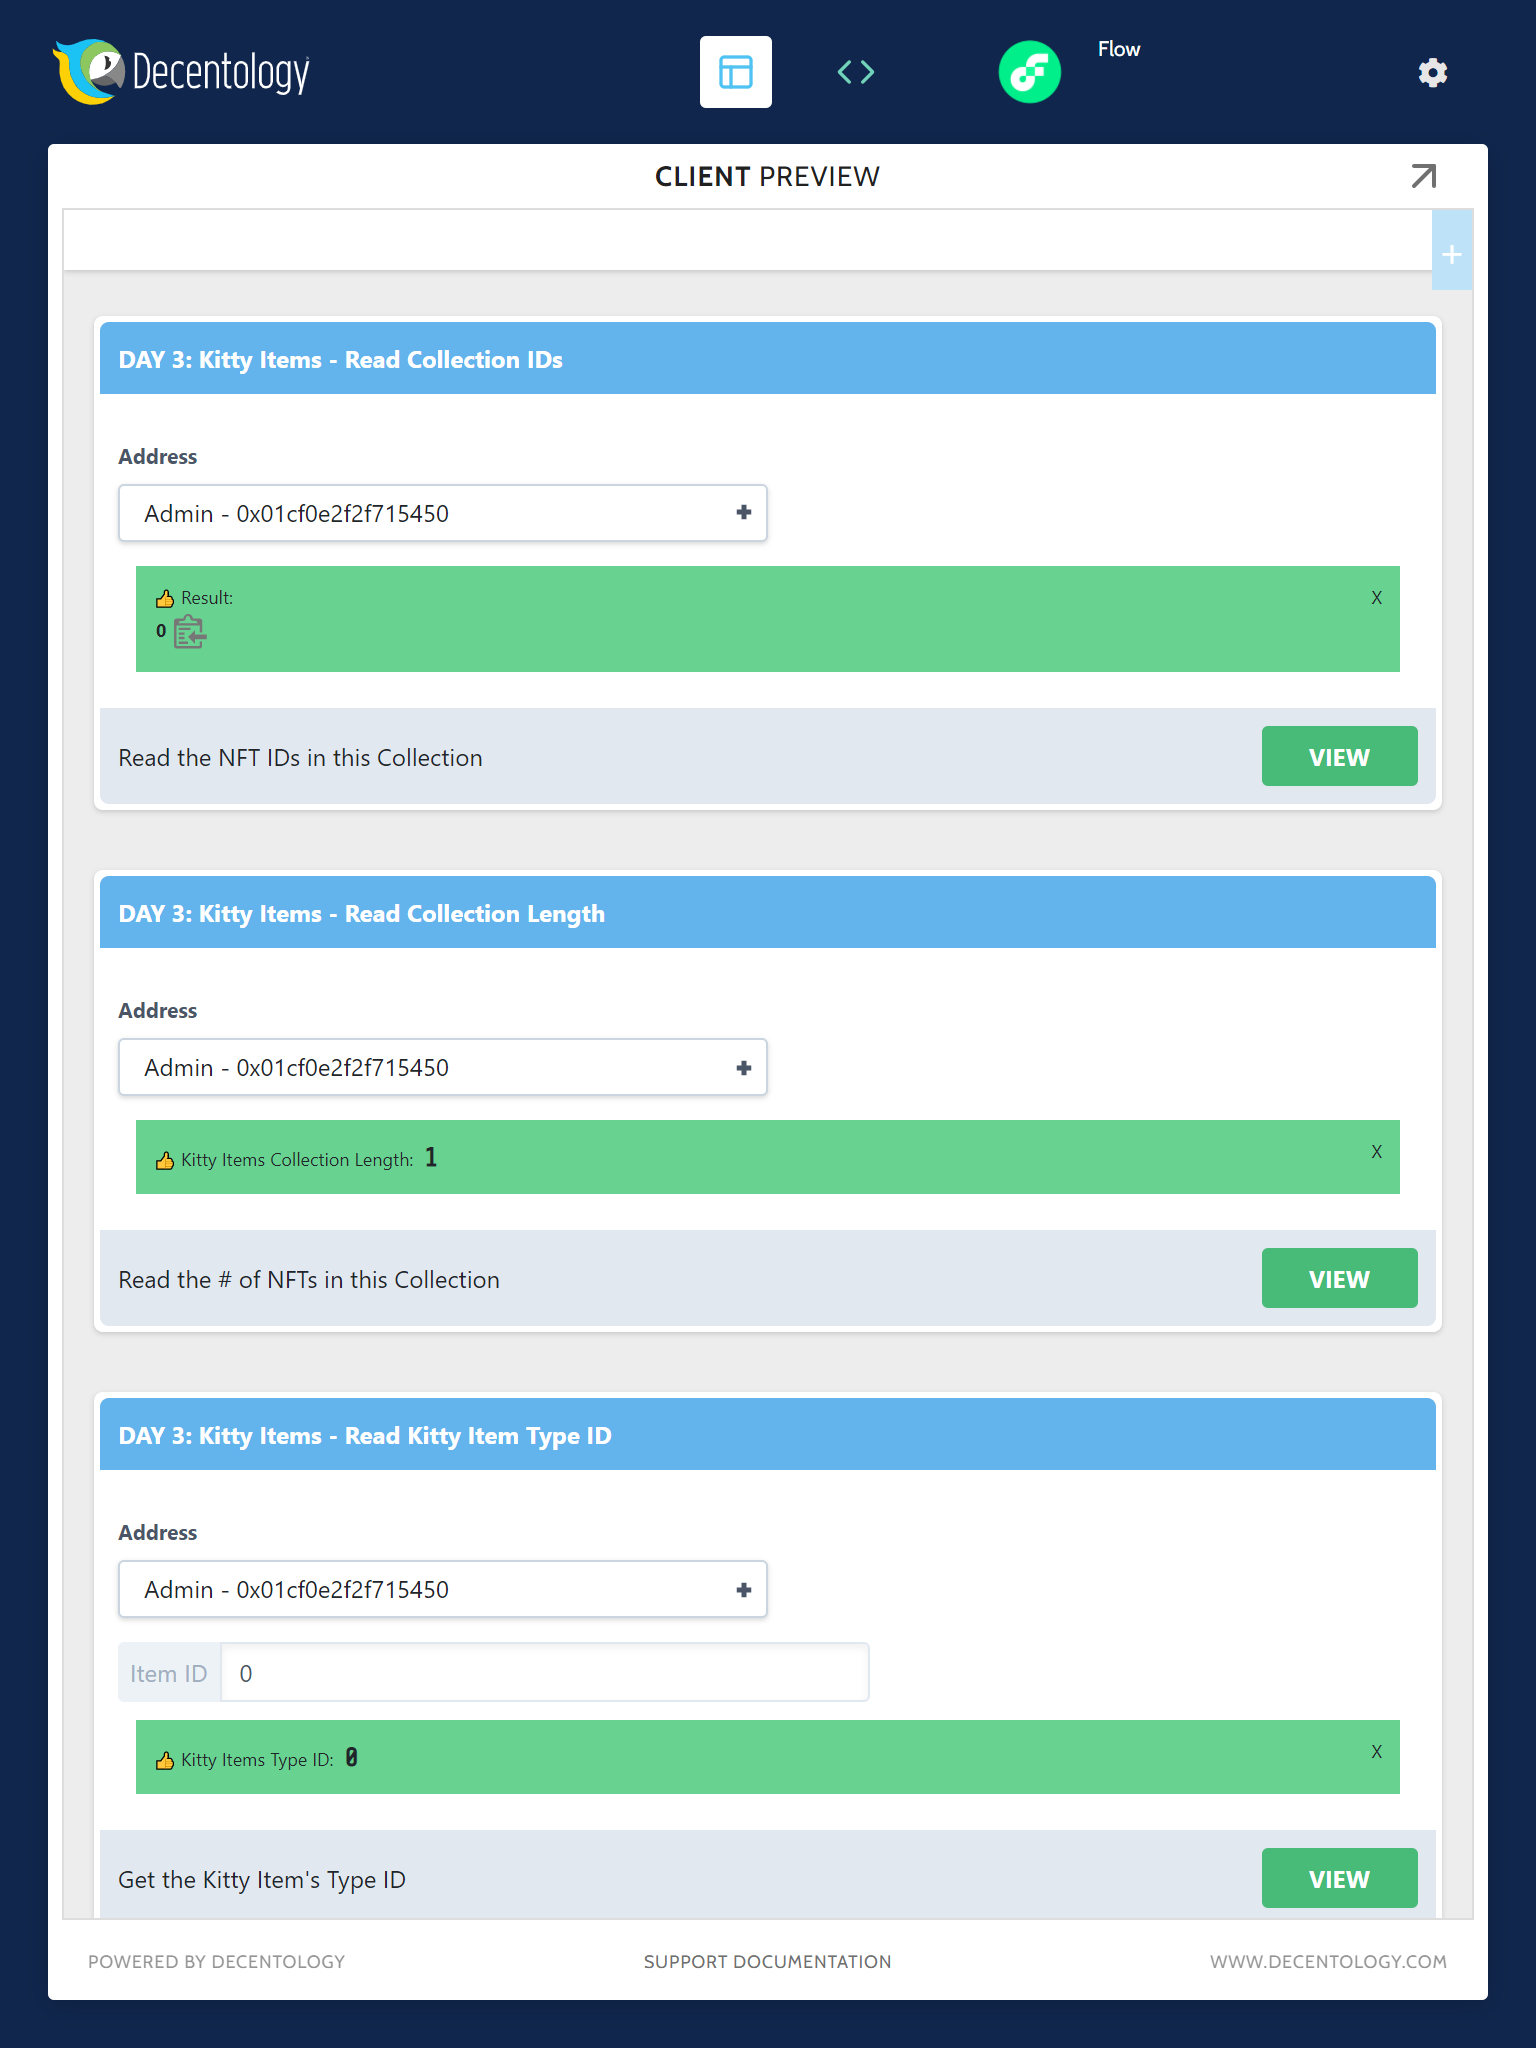 Decentology
Flow
CLIENT PREVIEW
+
DAY 3: Kitty Items - Read Collection IDs
Address
Admin - 0x01cf0e2f2f715450
👍 Result:
X
0
Read the NFT IDs in this Collection
VIEW
DAY 3: Kitty Items - Read Collection Length
Address
Admin - 0x01cf0e2f2f715450
👍 Kitty Items Collection Length: 1
X
Read the # of NFTs in this Collection
VIEW
DAY 3: Kitty Items - Read Kitty Item Type ID
Address
Admin - 0x01cf0e2f2f715450
Item ID 0
👍 Kitty Items Type ID: 0
X
Get the Kitty Item's Type ID
VIEW
POWERED BY DECENTOLOGY
SUPPORT DOCUMENTATION
WWW.DECENTOLOGY.COM